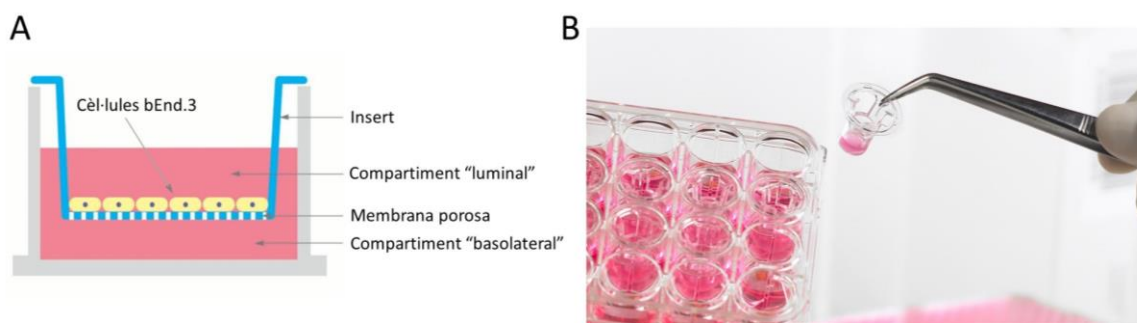 A
Cèl·lules bEnd.3
Insert
Compartiment “luminal”
Membrana porosa
Compartiment “basolateral”
B